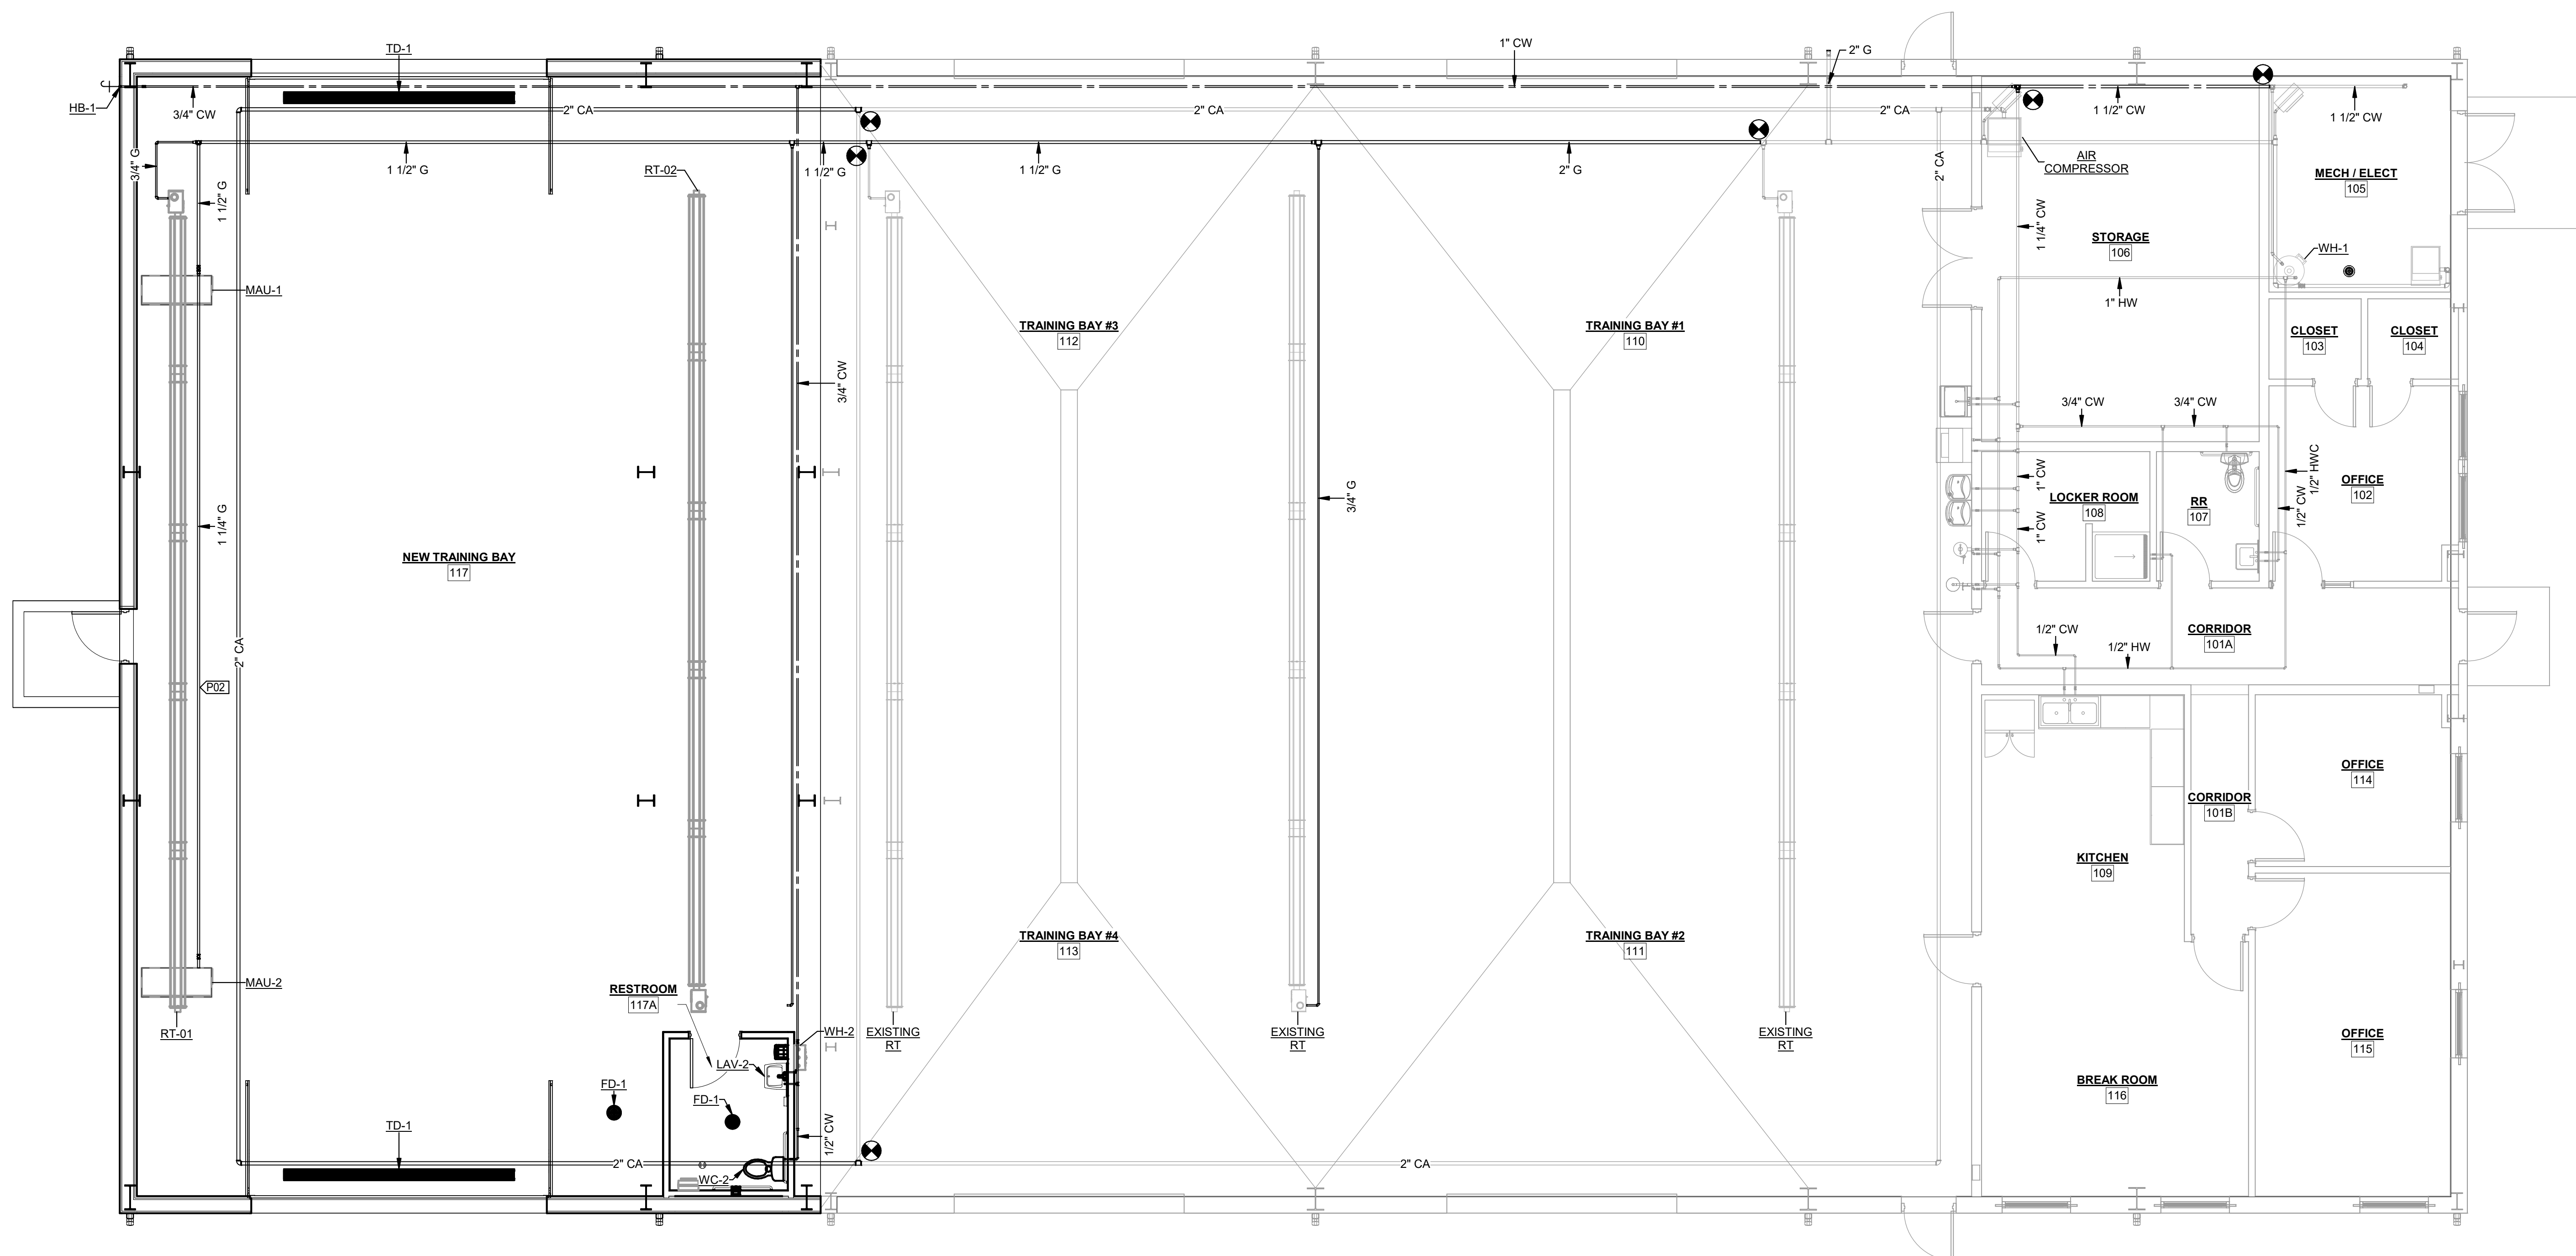 TD-1
1" CW
2" G
HB-1
3/4" CW
2" CA
2" CA
2" CA
1 1/2" CW
1 1/2" CW
3/4" G
1 1/2" G
1 1/2" G
1 1/2" G
2" G
2" CA
AIR
COMPRESSOR
RT-02
MECH / ELECT
105
1 1/2" G
1 1/4" CW
STORAGE
106
WH-1
MAU-1
1" HW
TRAINING BAY #3
112
TRAINING BAY #1
110
CLOSET
103
CLOSET
104
3/4" CW
3/4" CW
3/4" CW
1" CW
1/2" HWC
OFFICE
102
3/4" G
LOCKER ROOM
108
RR
107
1/2" CW
1 1/4" G
1" CW
NEW TRAINING BAY
117
2" CA
1/2" CW
CORRIDOR
101A
1/2" HW
P02
OFFICE
114
CORRIDOR
101B
KITCHEN
109
TRAINING BAY #4
113
TRAINING BAY #2
111
MAU-2
RESTROOM
117A
RT-01
WH-2
EXISTING
RT
EXISTING
RT
EXISTING
RT
OFFICE
115
LAV-2
FD-1
FD-1
BREAK ROOM
116
TD-1
1/2" CW
2" CA
2" CA
WC-2